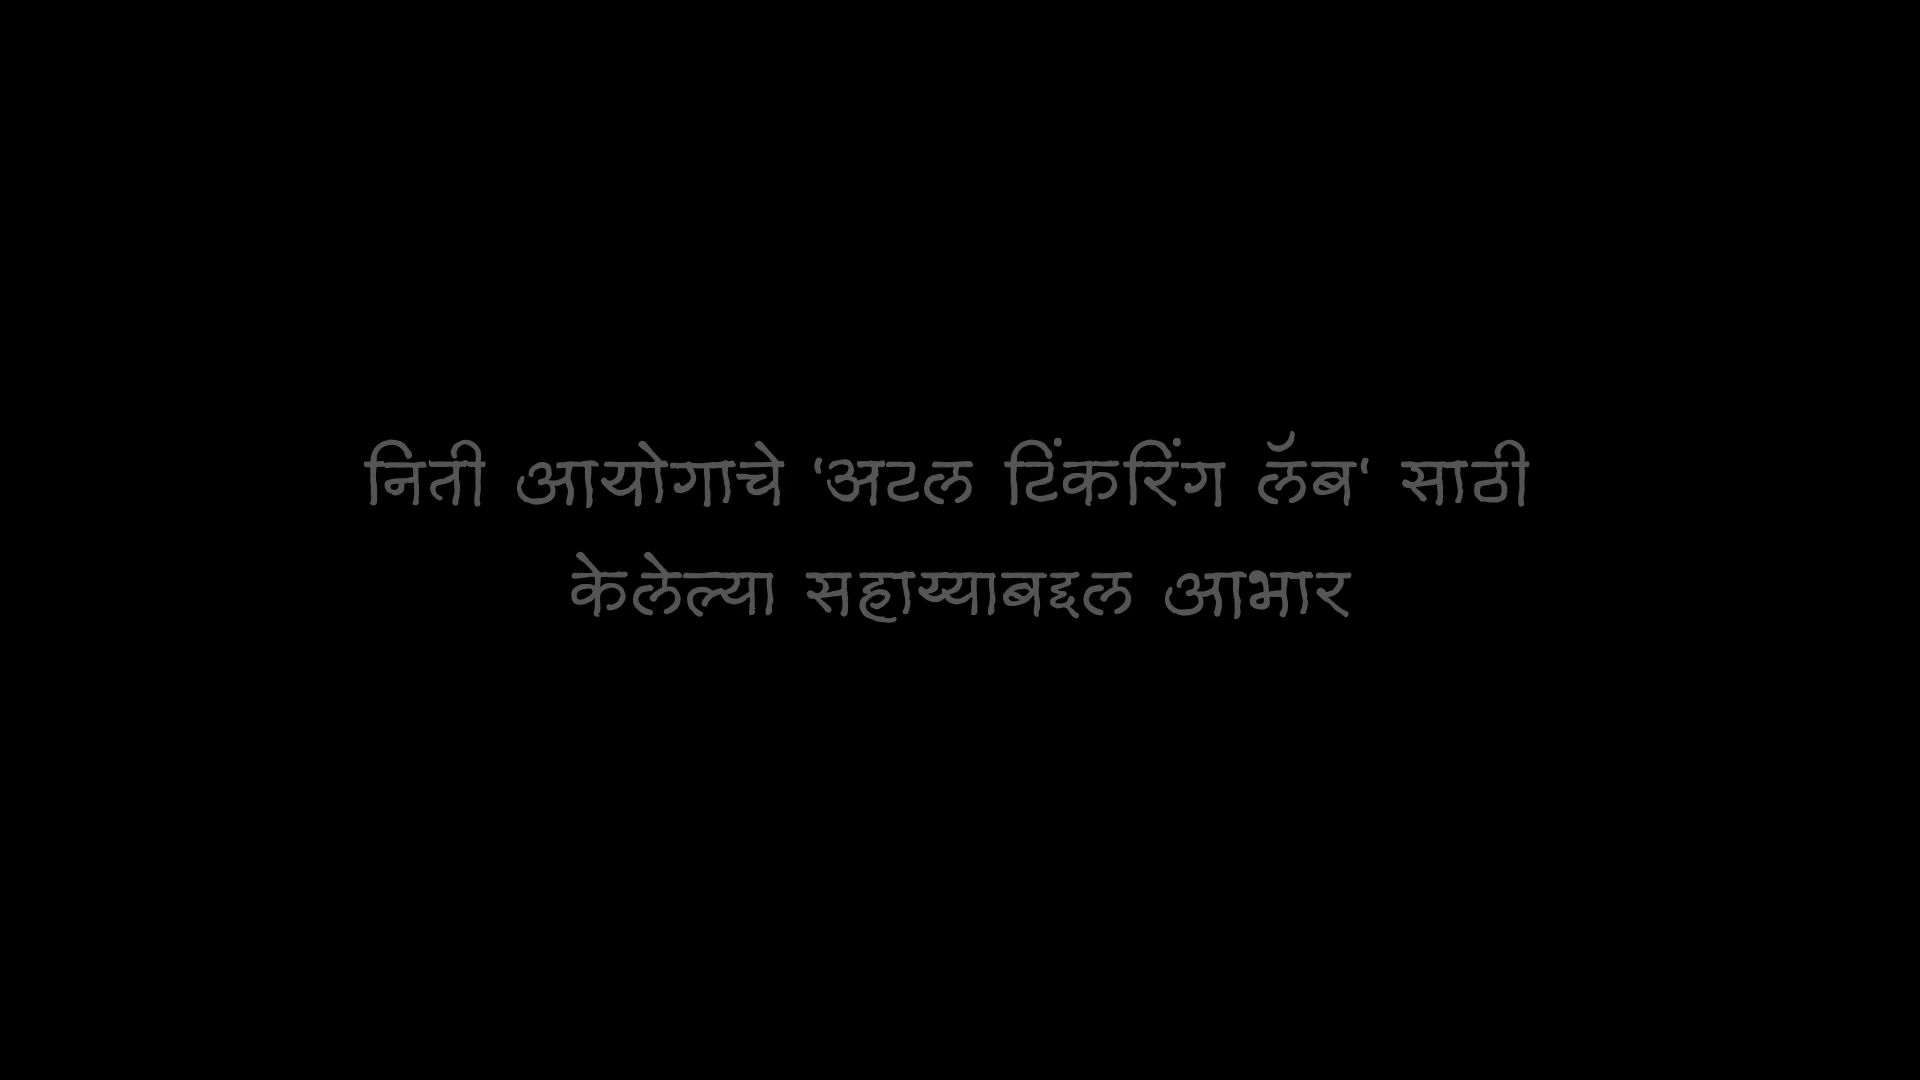 निती आयोगाचे ‘अटल टिंकरिंग लॅब‘ साठी
केलेल्या सहाय्याबद्दल आभार